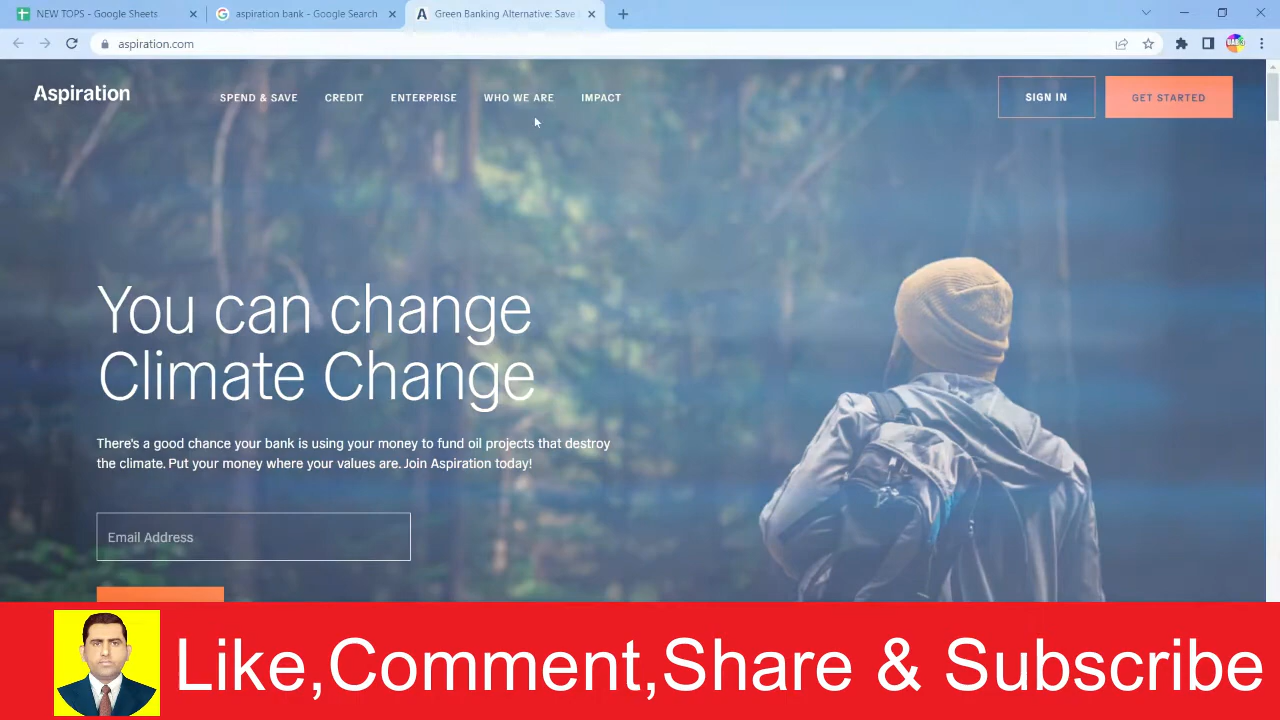 NEW TOPS - Google Sheets
aspiration bank - Google Search
Green Banking Alternative: Save
aspiration.com
Aspiration
SPEND & SAVE
CREDIT
ENTERPRISE
WHO WE ARE
IMPACT
SIGN IN
GET STARTED
You can change
Climate Change
There's a good chance your bank is using your money to fund oil projects that destroy
the climate. Put your money where your values are. Join Aspiration today!
Email Address
Like,Comment,Share & Subscribe